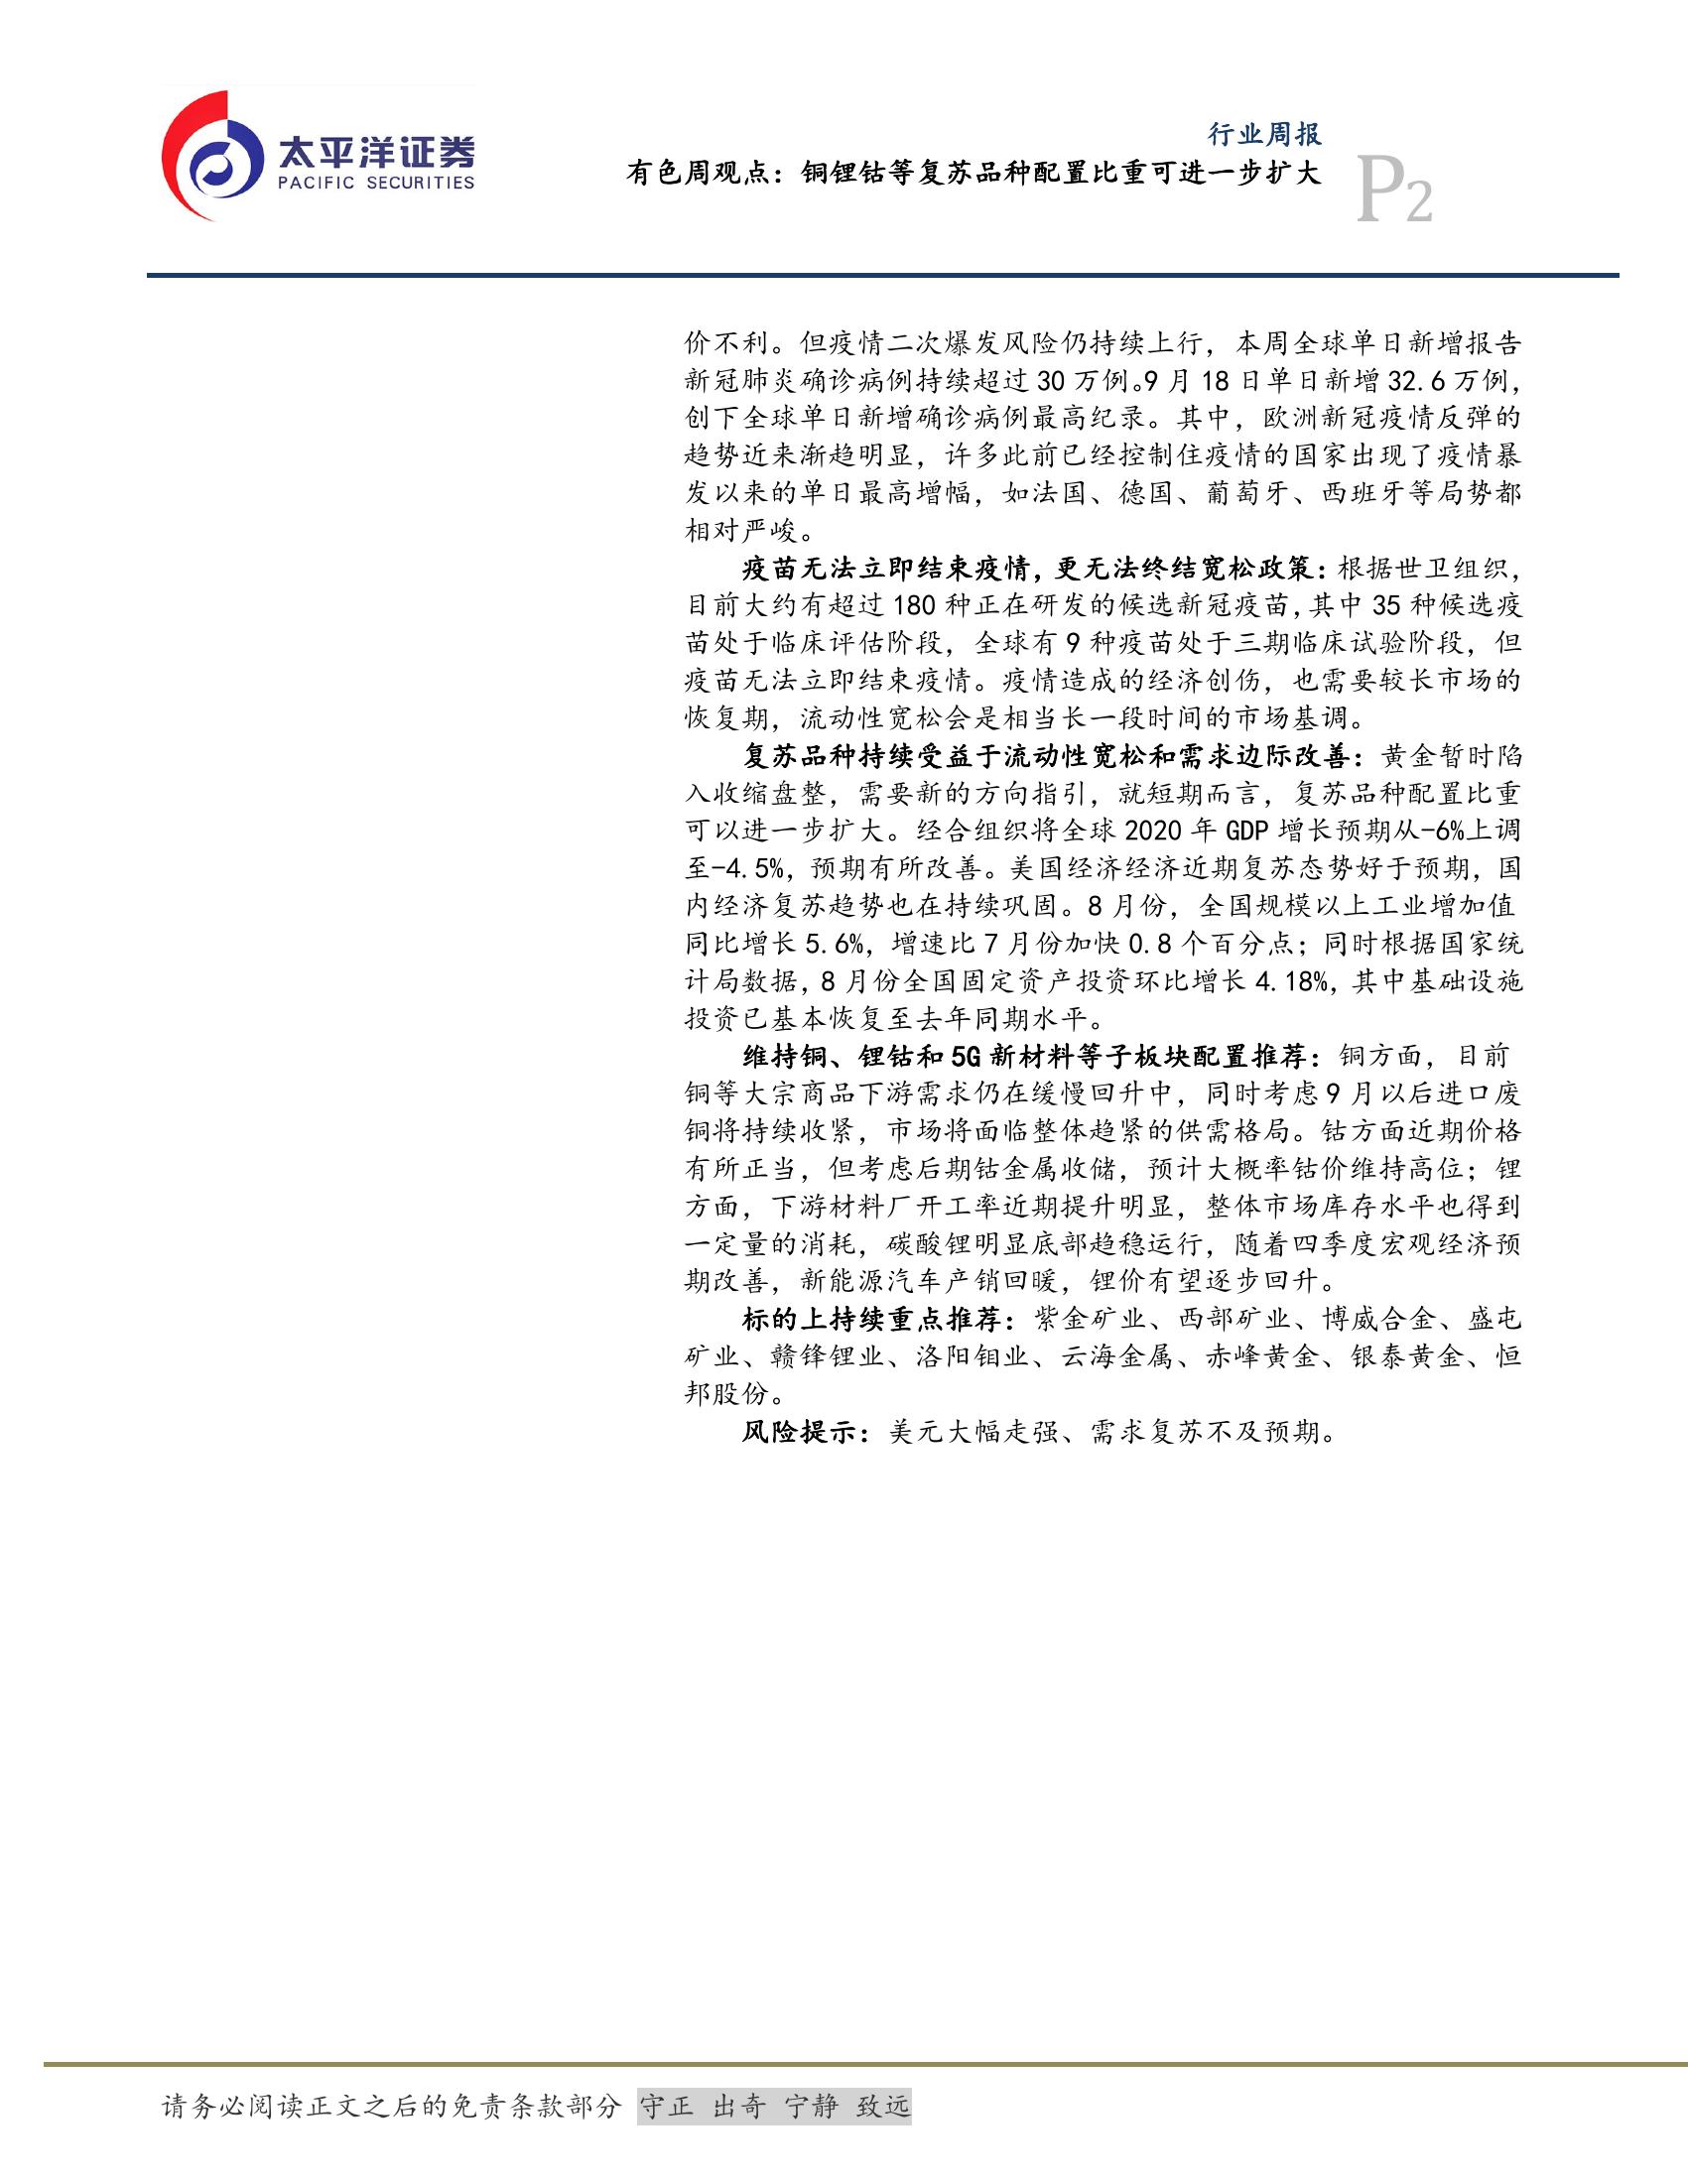 太平洋证券
PACIFIC SECURITIES
行业周报
有色周观点：铜锂钴等复苏品种配置比重可进一步扩大
P2
价不利。但疫情二次爆发风险仍持续上行，本周全球单日新增报告
新冠肺炎确诊病例持续超过 30 万例。9 月 18 日单日新增 32.6 万例，
创下全球单日新增确诊病例最高纪录。其中，欧洲新冠疫情反弹的
趋势近来渐趋明显，许多此前已经控制住疫情的国家出现了疫情暴
发以来的单日最高增幅，如法国、德国、葡萄牙、西班牙等局势都
相对严峻。
疫苗无法立即结束疫情，更无法终结宽松政策：根据世卫组织，
目前大约有超过 180 种正在研发的候选新冠疫苗，其中 35 种候选疫
苗处于临床评估阶段，全球有 9 种疫苗处于三期临床试验阶段，但
疫苗无法立即结束疫情。疫情造成的经济创伤，也需要较长市场的
恢复期，流动性宽松会是相当长一段时间的市场基调。
复苏品种持续受益于流动性宽松和需求边际改善：黄金暂时陷
入收缩盘整，需要新的方向指引，就短期而言，复苏品种配置比重
可以进一步扩大。经合组织将全球 2020 年 GDP 增长预期从-6%上调
至-4.5%，预期有所改善。美国经济经济近期复苏态势好于预期，国
内经济复苏趋势也在持续巩固。8 月份，全国规模以上工业增加值
同比增长 5.6%，增速比 7 月份加快 0.8 个百分点；同时根据国家统
计局数据，8 月份全国固定资产投资环比增长 4.18%，其中基础设施
投资已基本恢复至去年同期水平。
维持铜、锂钴和 5G 新材料等子板块配置推荐：铜方面，目前
铜等大宗商品下游需求仍在缓慢回升中，同时考虑 9 月以后进口废
铜将持续收紧，市场将面临整体趋紧的供需格局。钴方面近期价格
有所正当，但考虑后期钴金属收储，预计大概率钴价维持高位；锂
方面，下游材料厂开工率近期提升明显，整体市场库存水平也得到
一定量的消耗，碳酸锂明显底部趋稳运行，随着四季度宏观经济预
期改善，新能源汽车产销回暖，锂价有望逐步回升。
标的上持续重点推荐：紫金矿业、西部矿业、博威合金、盛屯
矿业、赣锋锂业、洛阳钼业、云海金属、赤峰黄金、银泰黄金、恒
邦股份。
风险提示：美元大幅走强、需求复苏不及预期。
请务必阅读正文之后的免责条款部分 守正 出奇 宁静 致远